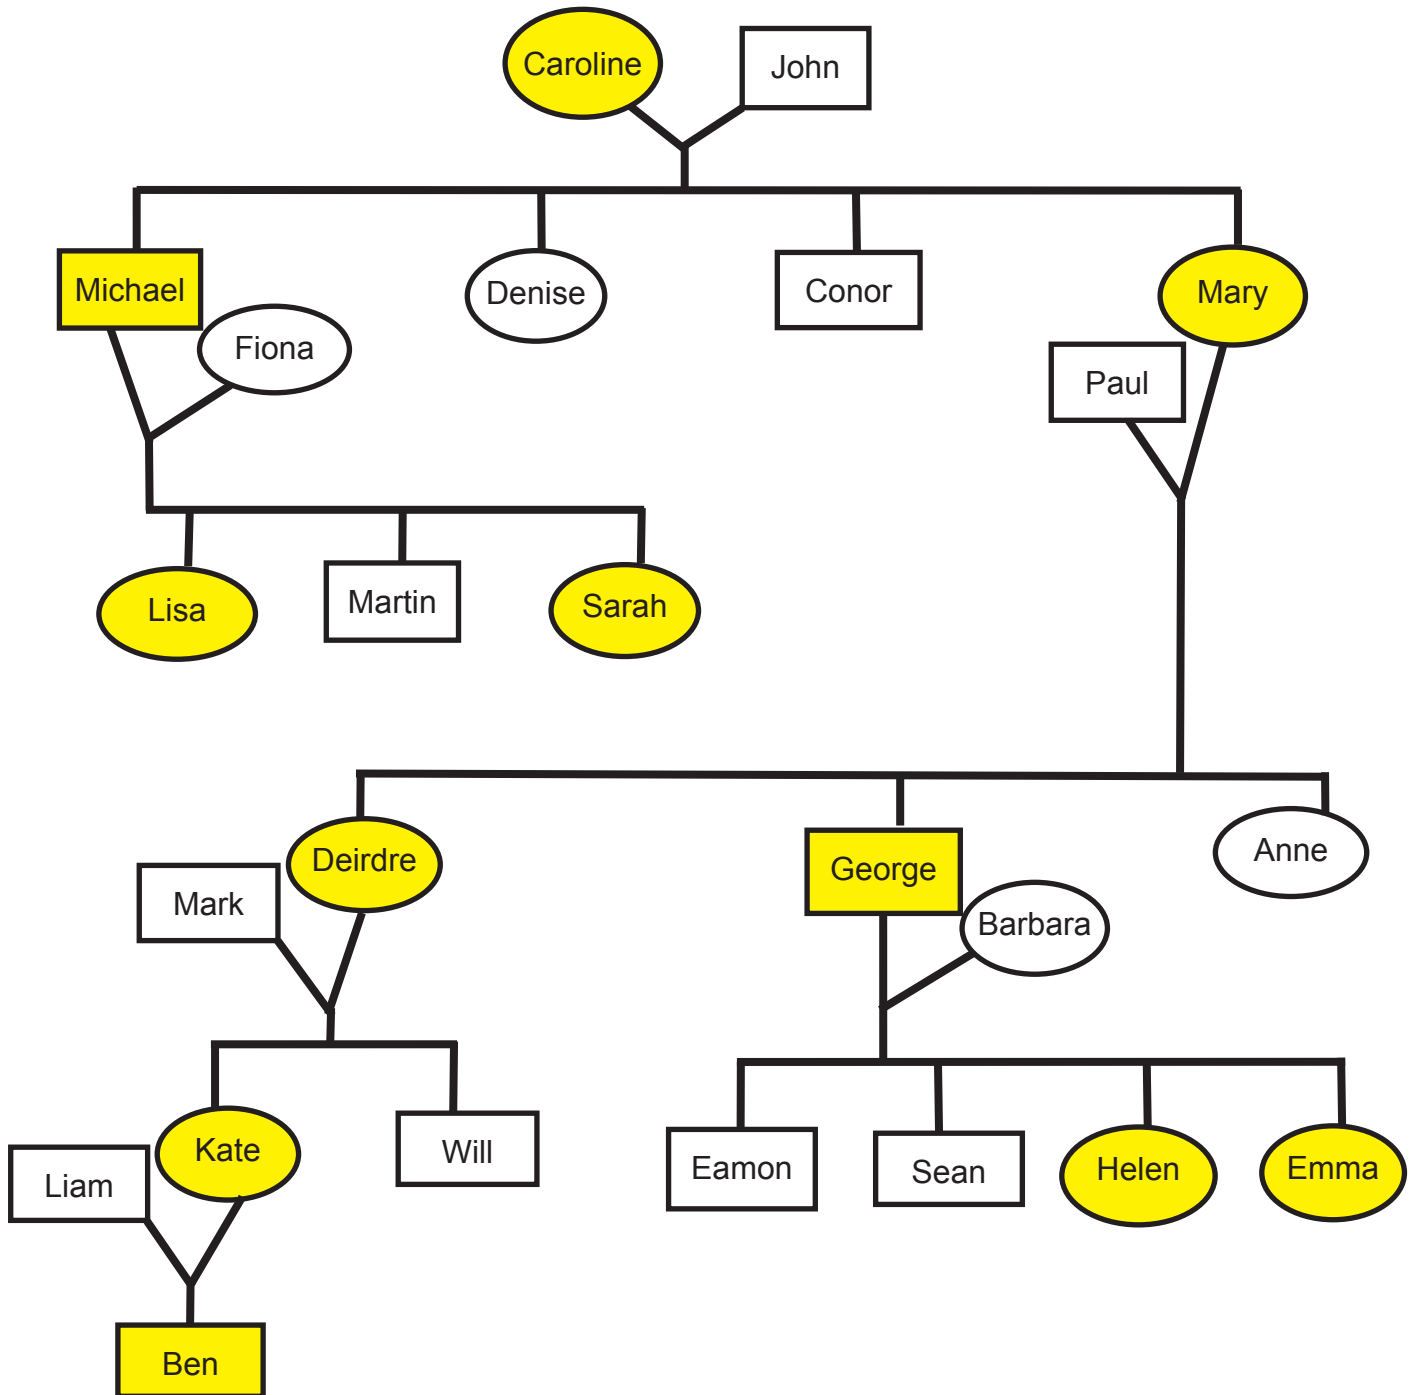 Caroline
John
Michael
Denise
Conor
Mary
Fiona
Paul
Lisa
Martin
Sarah
Deirdre
George
Anne
Mark
Barbara
Kate
Will
Eamon
Sean
Helen
Emma
Liam
Ben